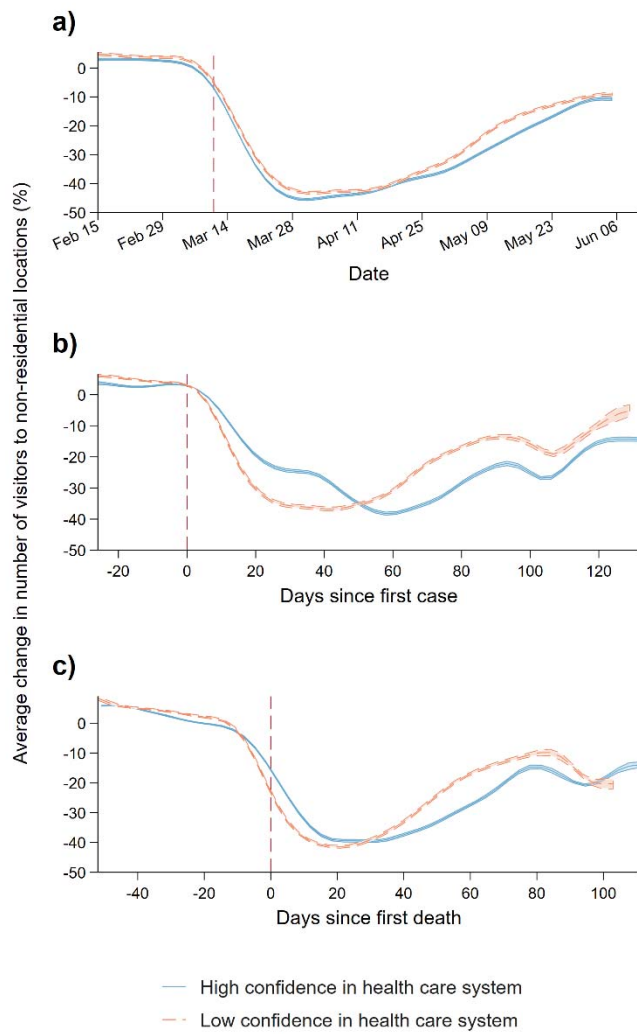 a)
0
-10
-20
-30
-40
-50
Feb 15
Feb 29
Mar 14
Mar 28
Apr 11
Apr 25
May 09
May 23
Jun 06
Date
Average change in number of visitors to non-residential locations (%)
b)
0
-10
-20
-30
-40
-50
-20
0
20
40
60
80
100
120
Days since first case
c)
0
-10
-20
-30
-40
-50
-40
-20
0
20
40
60
80
100
Days since first death
High confidence in health care system
Low confidence in health care system